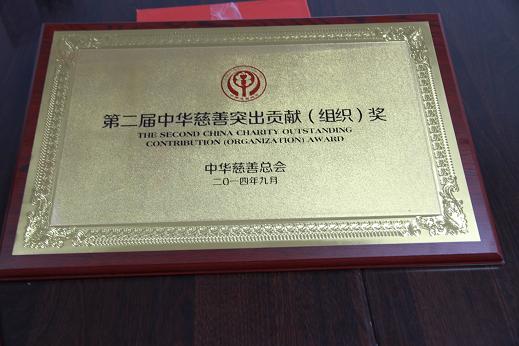 第二届中华慈善突出贡献（组织）奖
THE SECOND CHINA CHARITY OUTSTANDING
CONTRIBUTION (ORGANIZATION) AWARD
中华慈善总会
二〇一四年九月